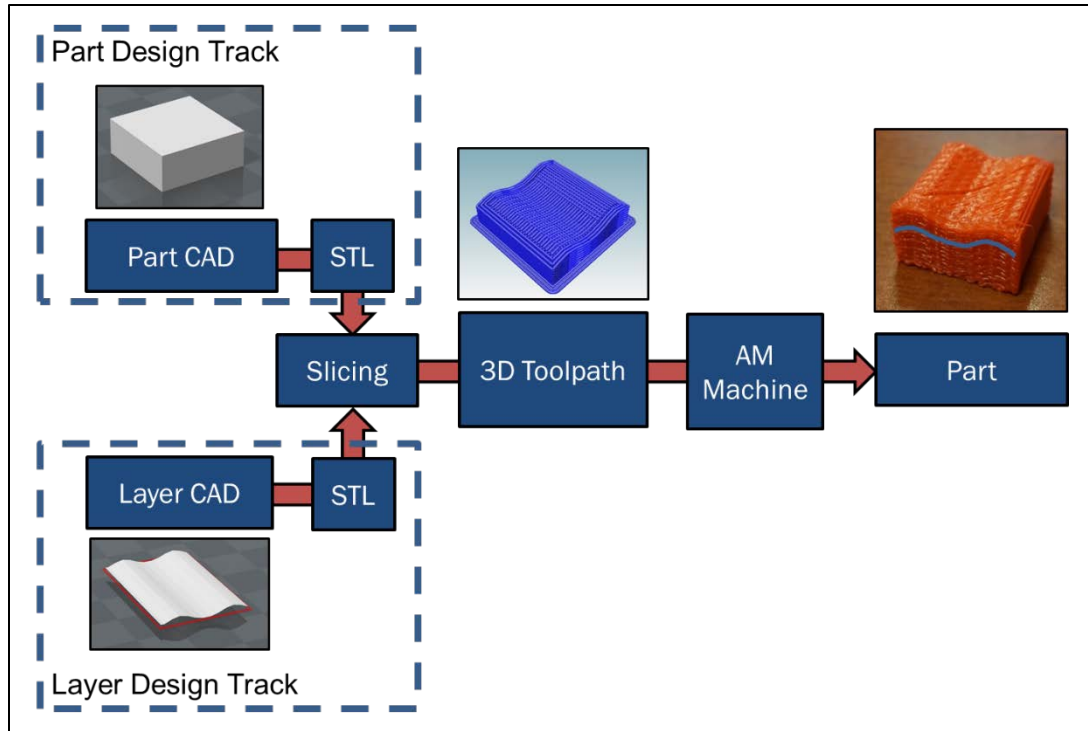 Part Design Track
Part CAD
STL
Slicing
3D Toolpath
AM
Machine
Part
Layer CAD
STL
Layer Design Track